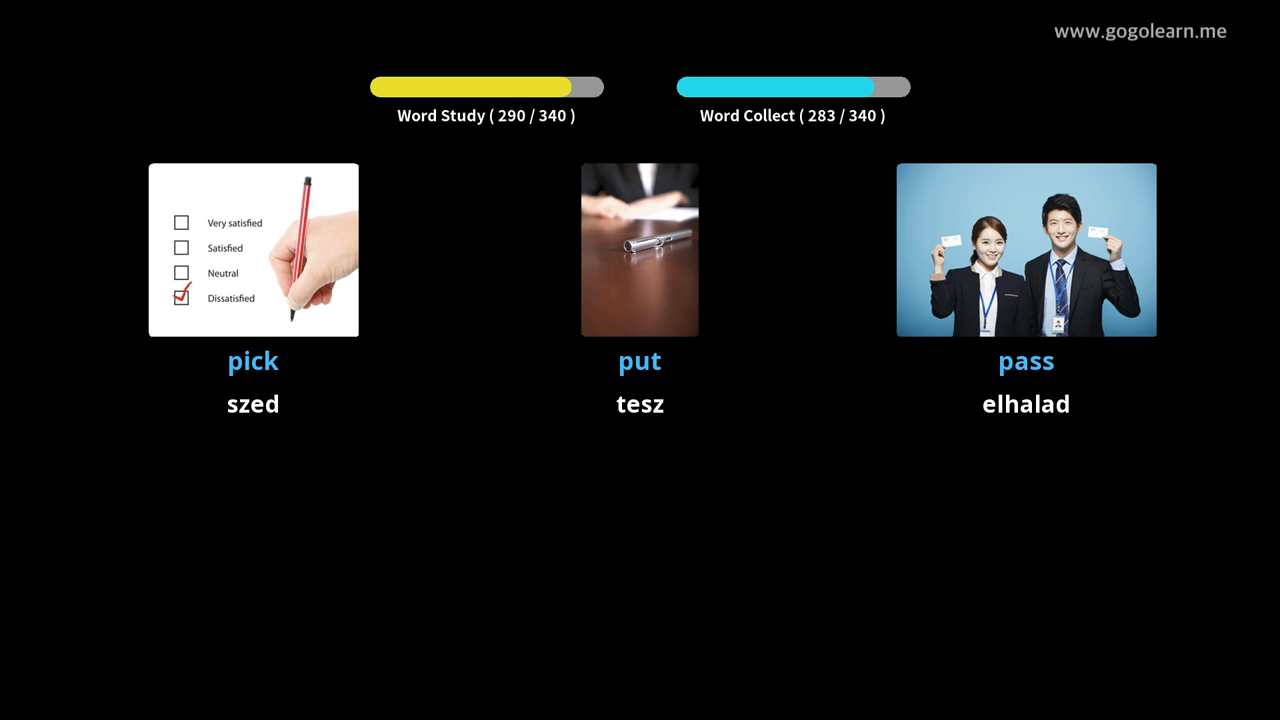 www.gogolearn.me
Word Study ( 290 / 340 )
Word Collect ( 283 / 340 )
Very satisfied
Satisfied
Neutral
Dissatisfied
pick
put
pass
szed
tesz
elhalad